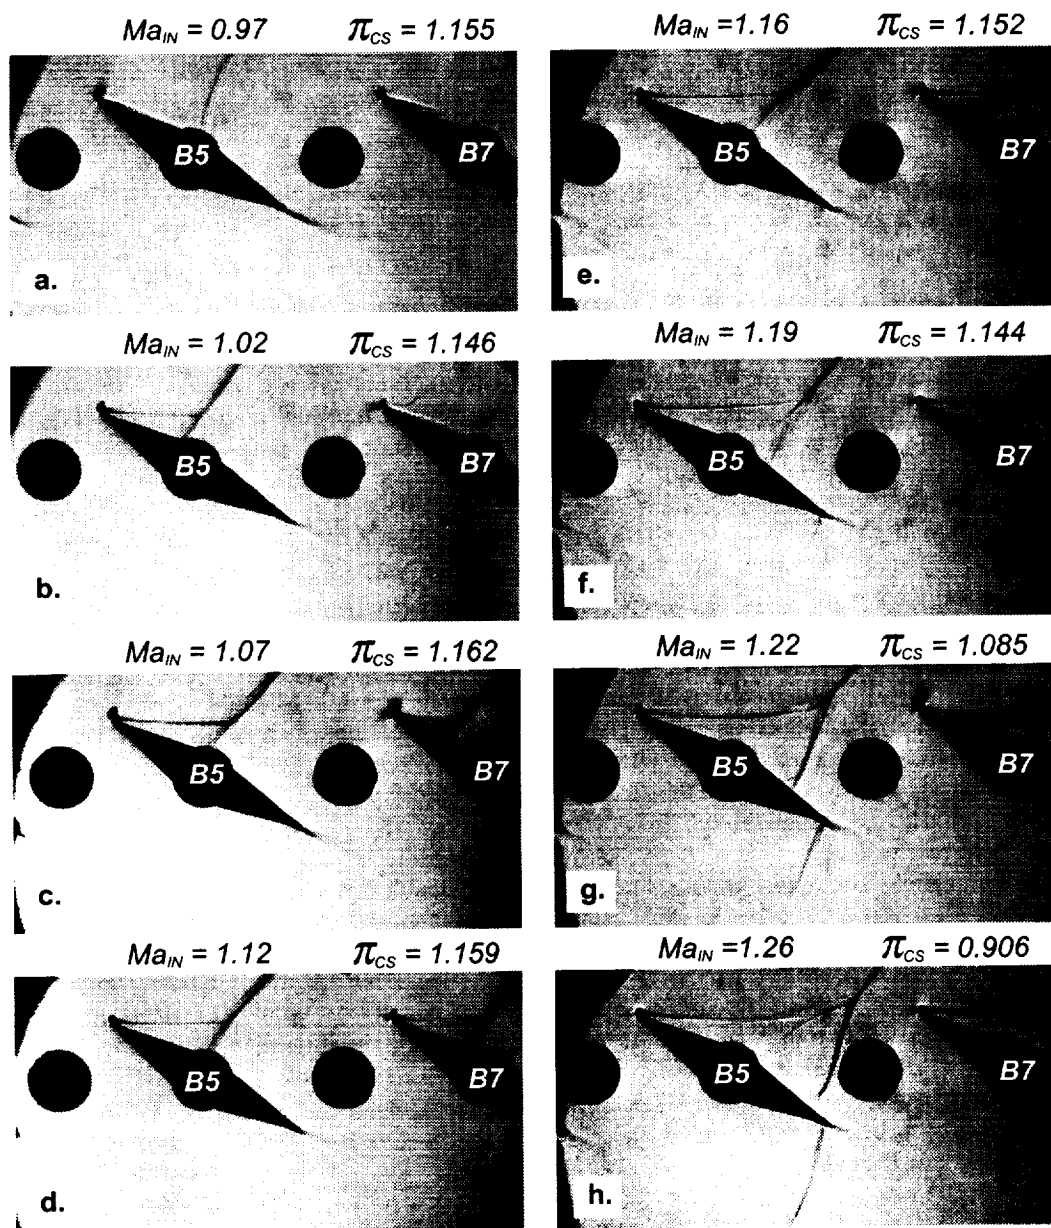 Ma_IN = 0.97 π_CS = 1.155
B5
B7
a.
Ma_IN = 1.02 π_CS = 1.146
B5
B7
b.
Ma_IN = 1.07 π_CS = 1.162
B5
B7
c.
Ma_IN = 1.12 π_CS = 1.159
B5
B7
d.
Ma_IN = 1.16 π_CS = 1.152
B5
B7
e.
Ma_IN = 1.19 π_CS = 1.144
B5
B7
f.
Ma_IN = 1.22 π_CS = 1.085
B5
B7
g.
Ma_IN =1.26 π_CS = 0.906
B5
B7
h.